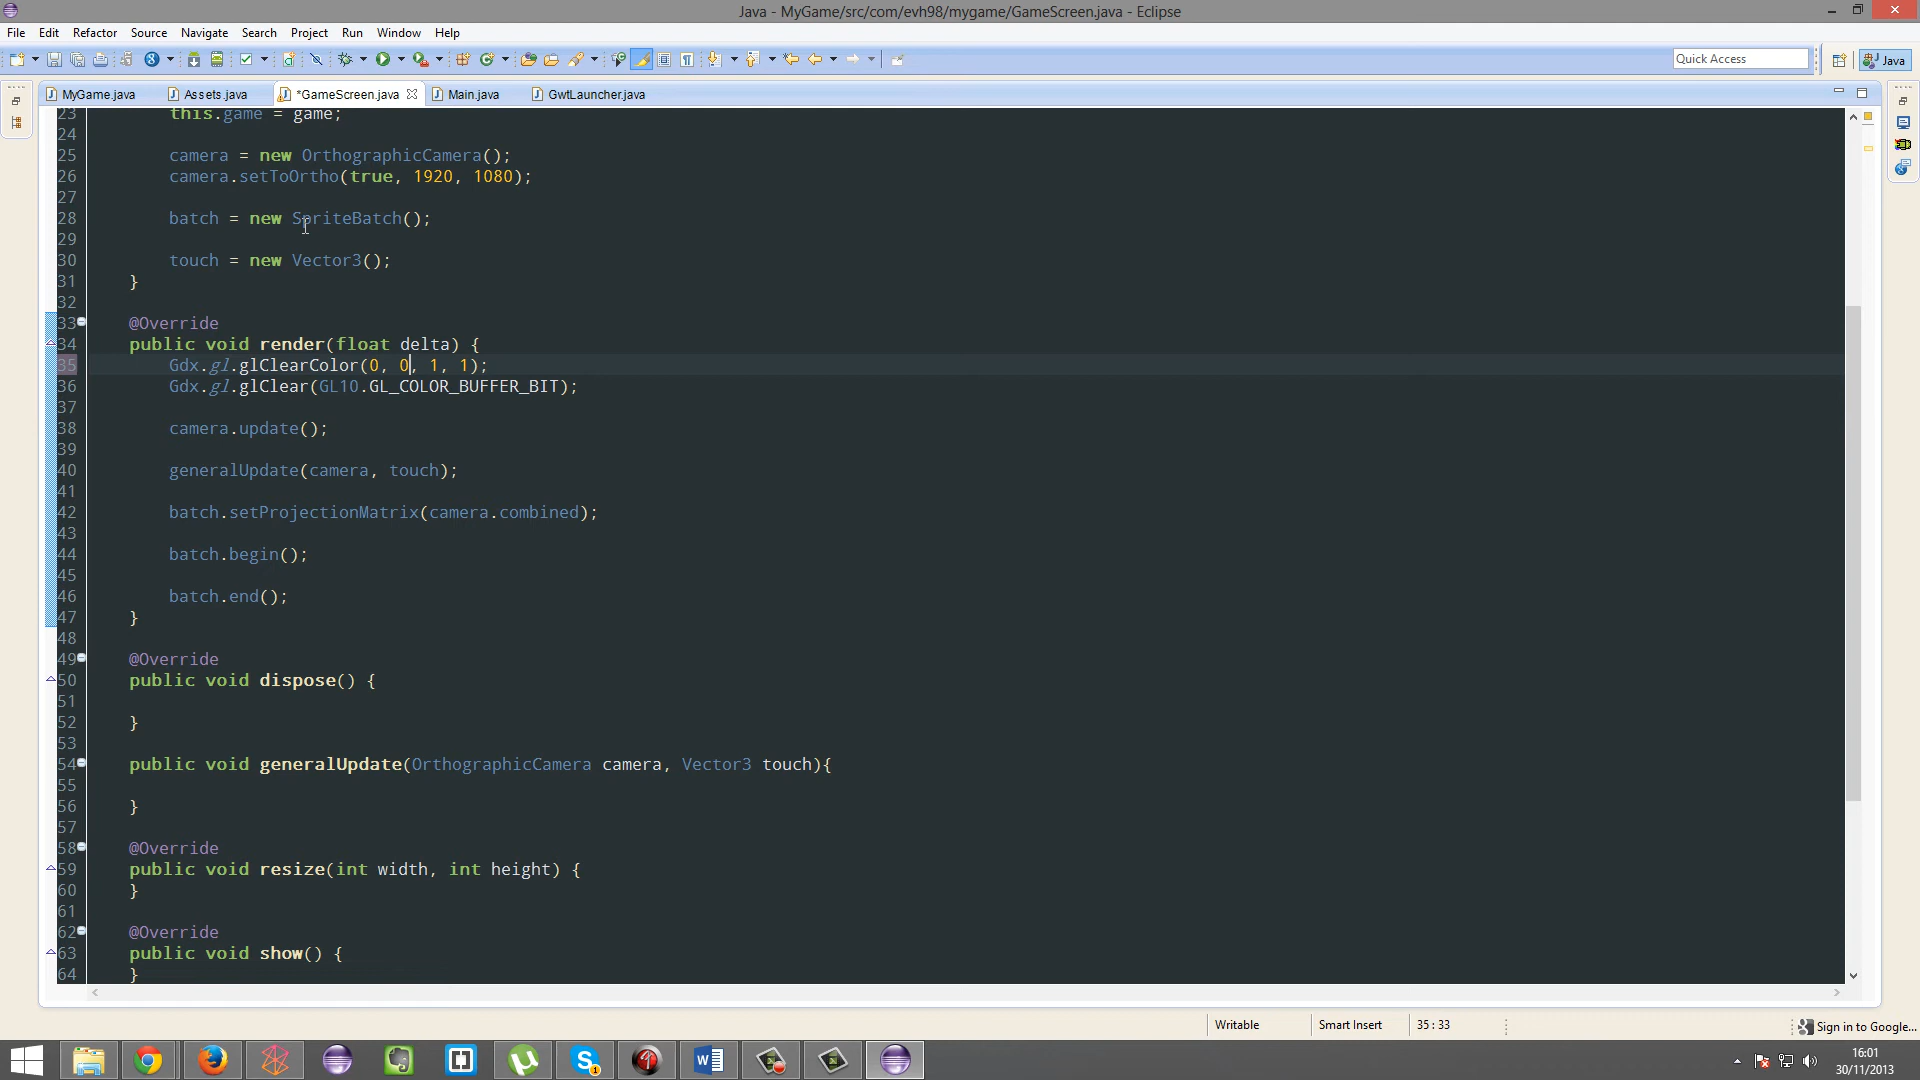 Java - MyGame/src/com/evh98/mygame/GameScreen.java - Eclipse
File Edit Refactor Source Navigate Search Project Run Window Help
Quick Access Java
MyGame.java Assets.java *GameScreen.java Main.java GwtLauncher.java
23 this.game = game;
24
25 camera = new OrthographicCamera();
26 camera.setToOrtho(true, 1920, 1080);
27
28 batch = new SpriteBatch();
29
30 touch = new Vector3();
31 }
32
33 @Override
34 public void render(float delta) {
35 Gdx.gl.glClearColor(0, 0, 1, 1);
36 Gdx.gl.glClear(GL10.GL_COLOR_BUFFER_BIT);
37
38 camera.update();
39
40 generalUpdate(camera, touch);
41
42 batch.setProjectionMatrix(camera.combined);
43
44 batch.begin();
45
46 batch.end();
47 }
48
49 @Override
50 public void dispose() {
51
52 }
53
54 public void generalUpdate(OrthographicCamera camera, Vector3 touch){
55
56 }
57
58 @Override
59 public void resize(int width, int height) {
60 }
61
62 @Override
63 public void show() {
64 }
Writable Smart Insert 35 : 33 Sign in to Google...
16:01
30/11/2013